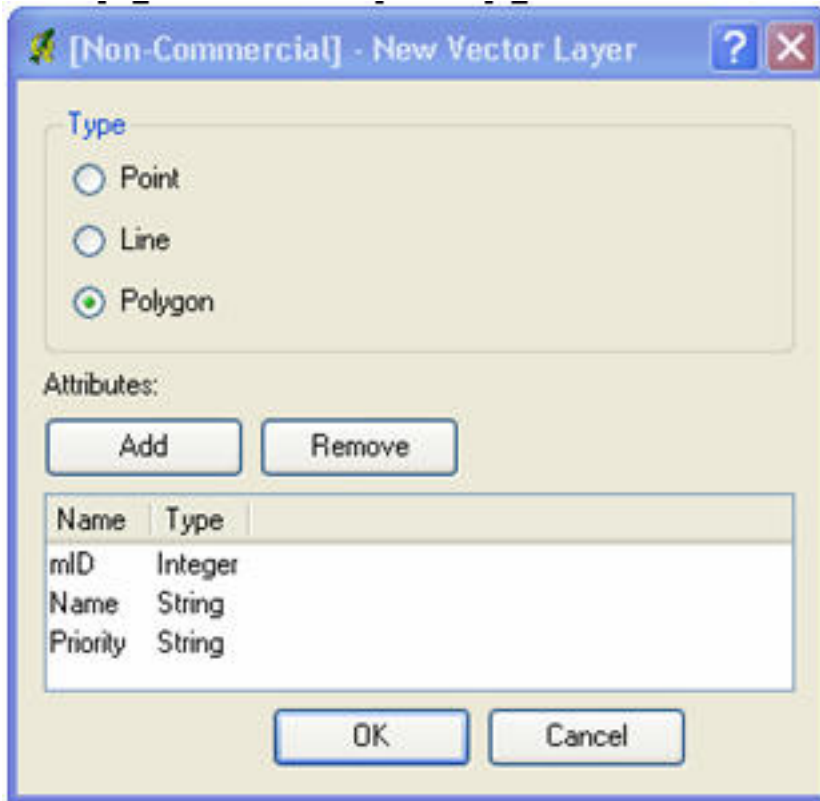 [Non-Commercial] - New Vector Layer
Type
Point
Line
Polygon
Attributes:
Add Remove
Name Type
mID Integer
Name String
Priority String
OK Cancel